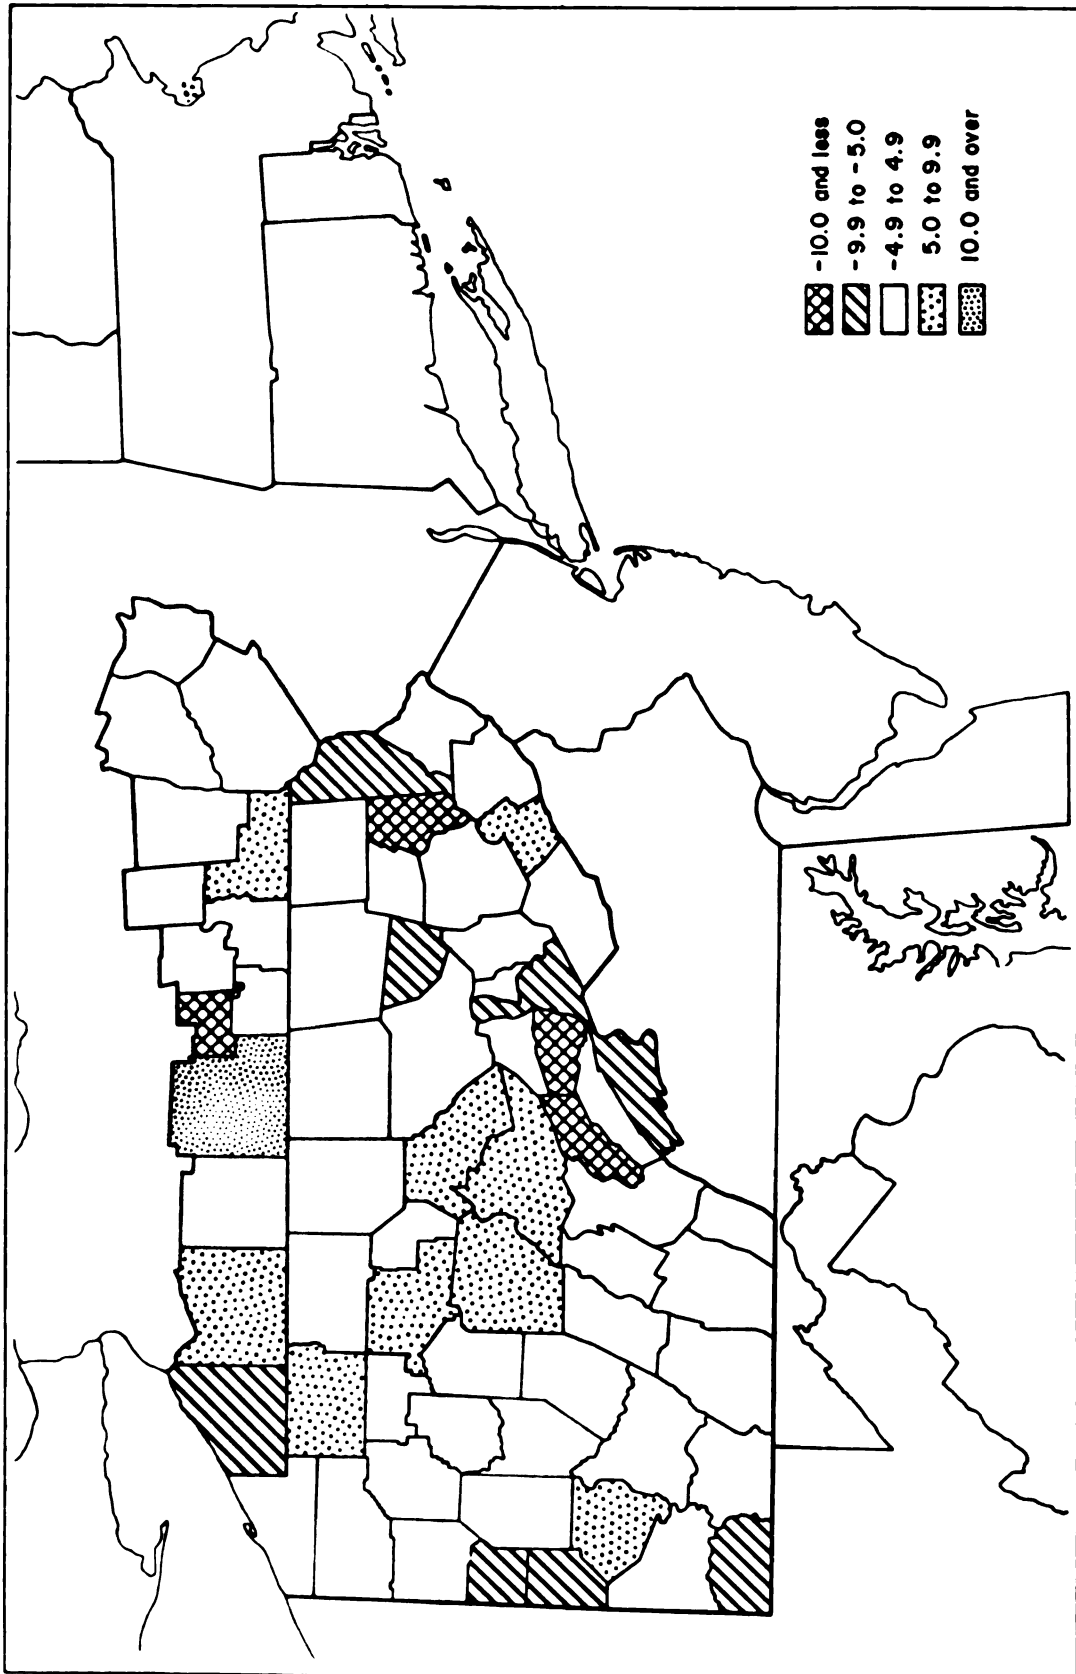 -10.0 and less
-9.9 to -5.0
-4.9 to 4.9
5.0 to 9.9
10.0 and over